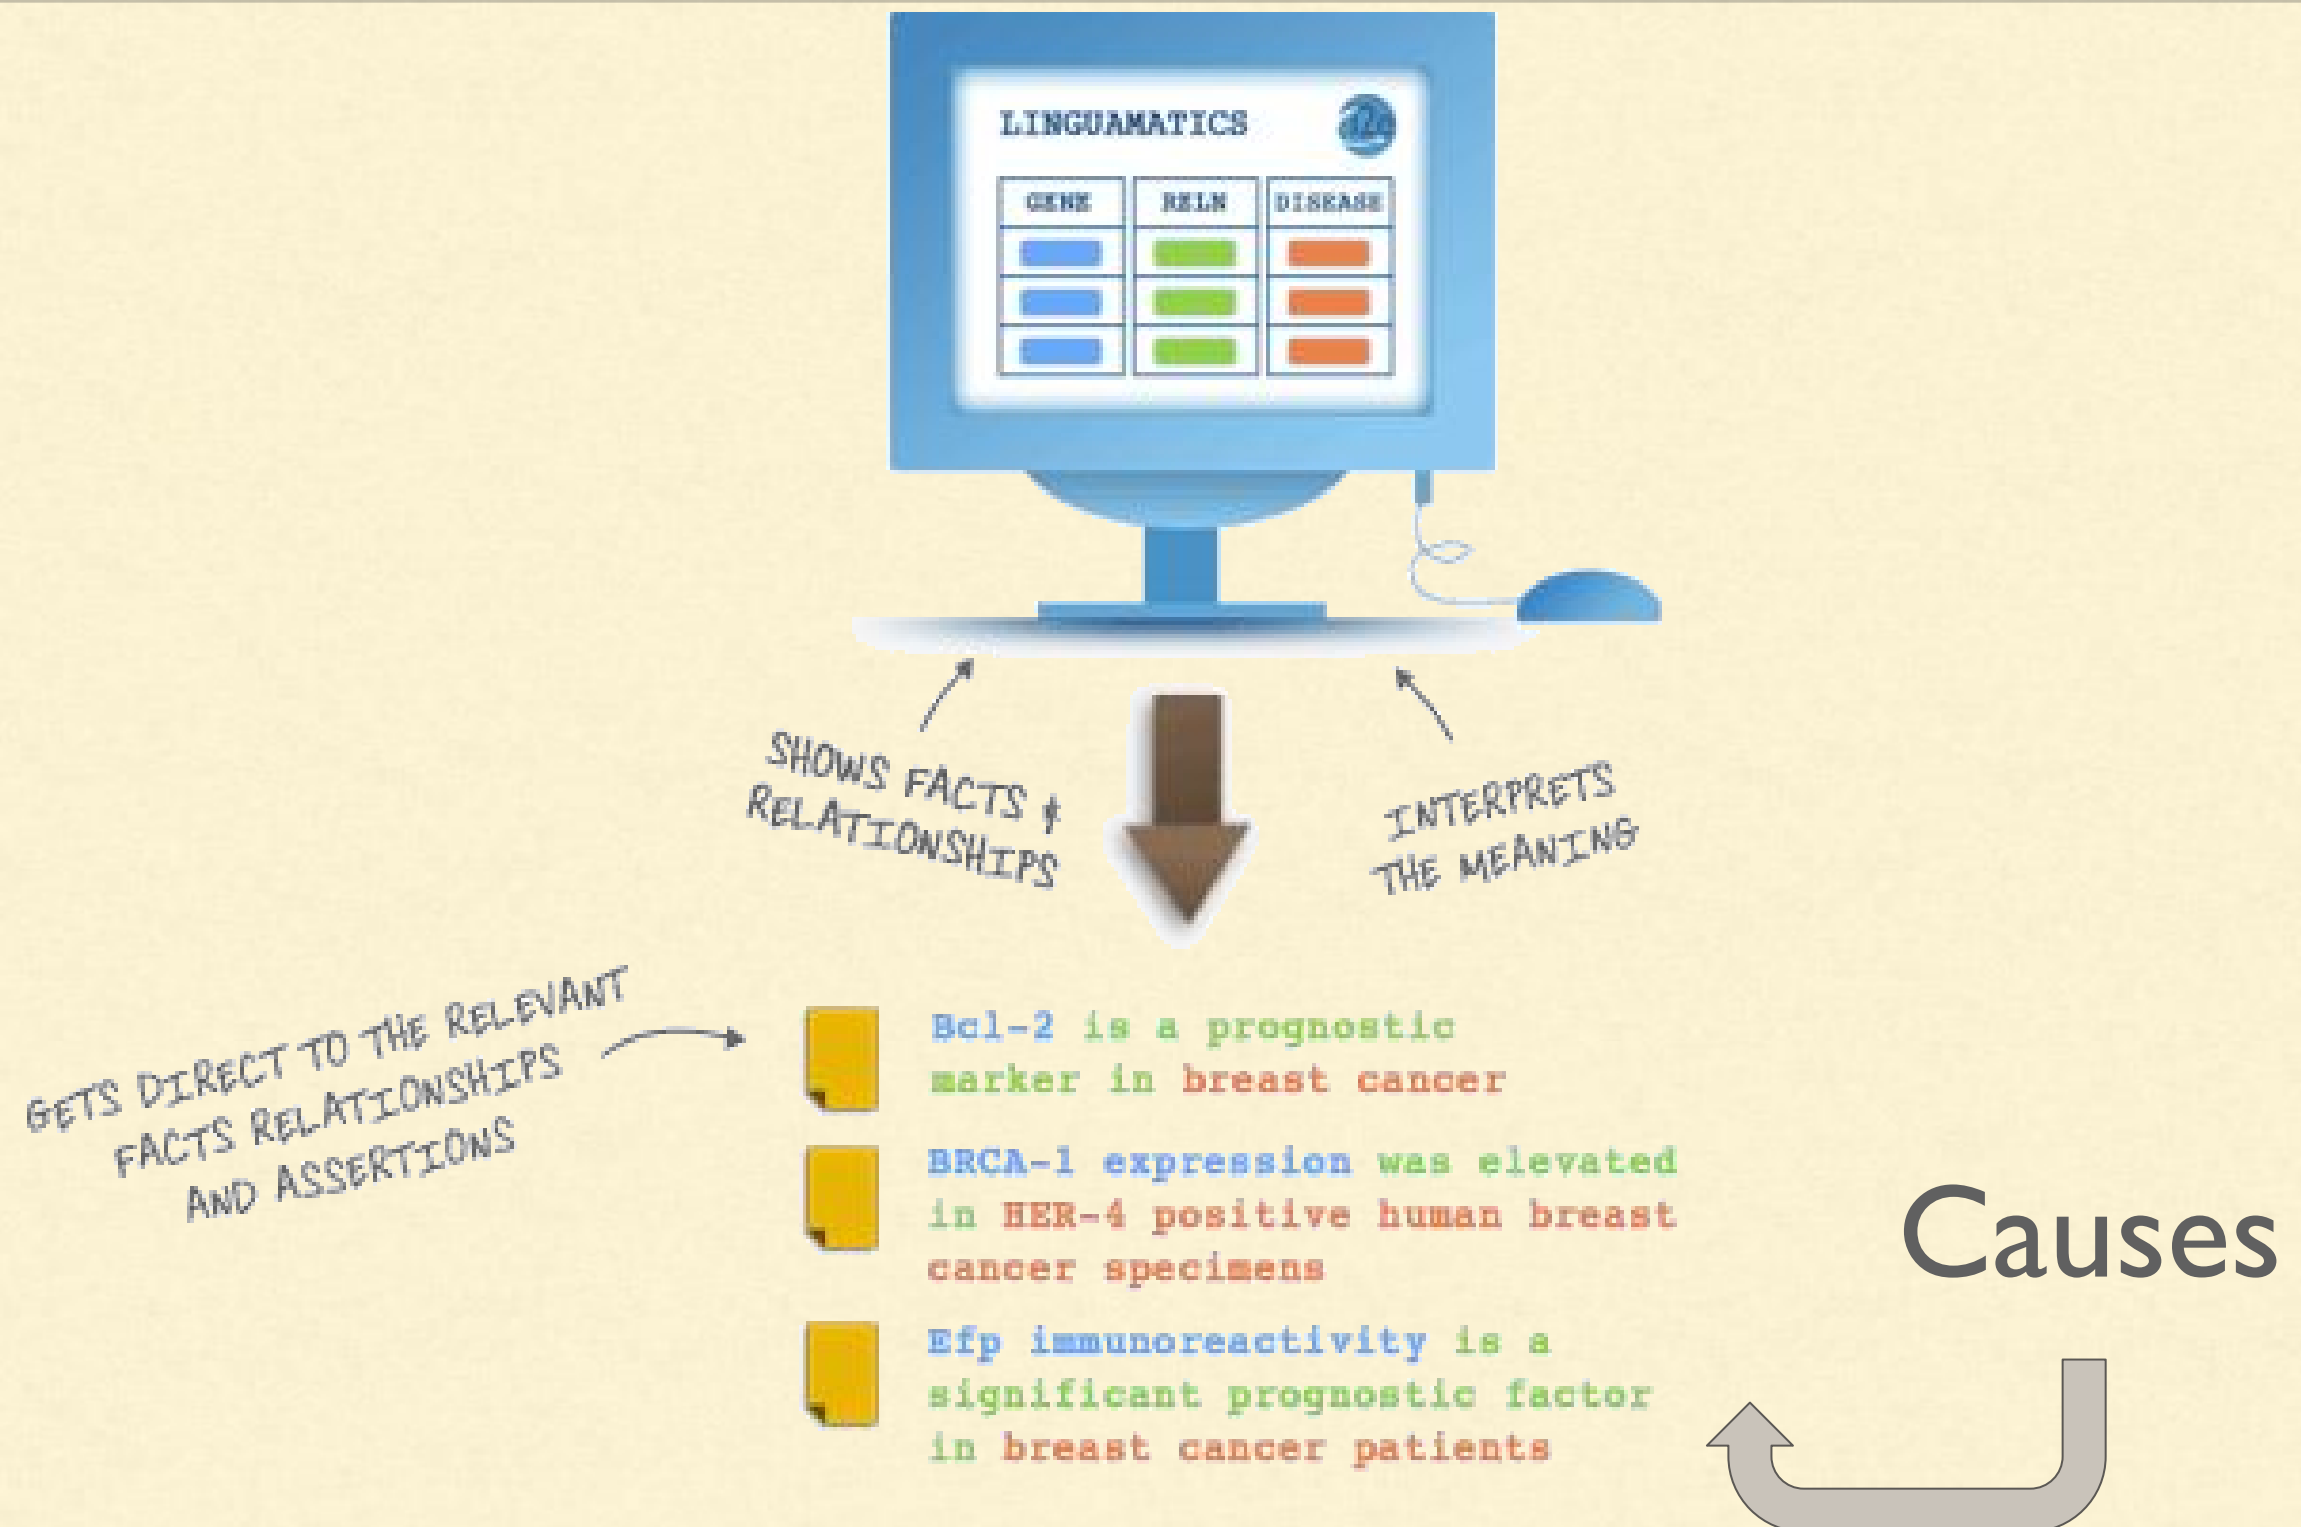 LINGUAMATICS
GENE RELN DISEASE
SHOWS FACTS &
RELATIONSHIPS
INTERPRETS
THE MEANING
GETS DIRECT TO THE RELEVANT
FACTS RELATIONSHIPS
AND ASSERTIONS
Bcl-2 is a prognostic
marker in breast cancer
BRCA-1 expression was elevated
in HER-4 positive human breast
cancer specimens
Efp immunoreactivity is a
significant prognostic factor
in breast cancer patients
Causes